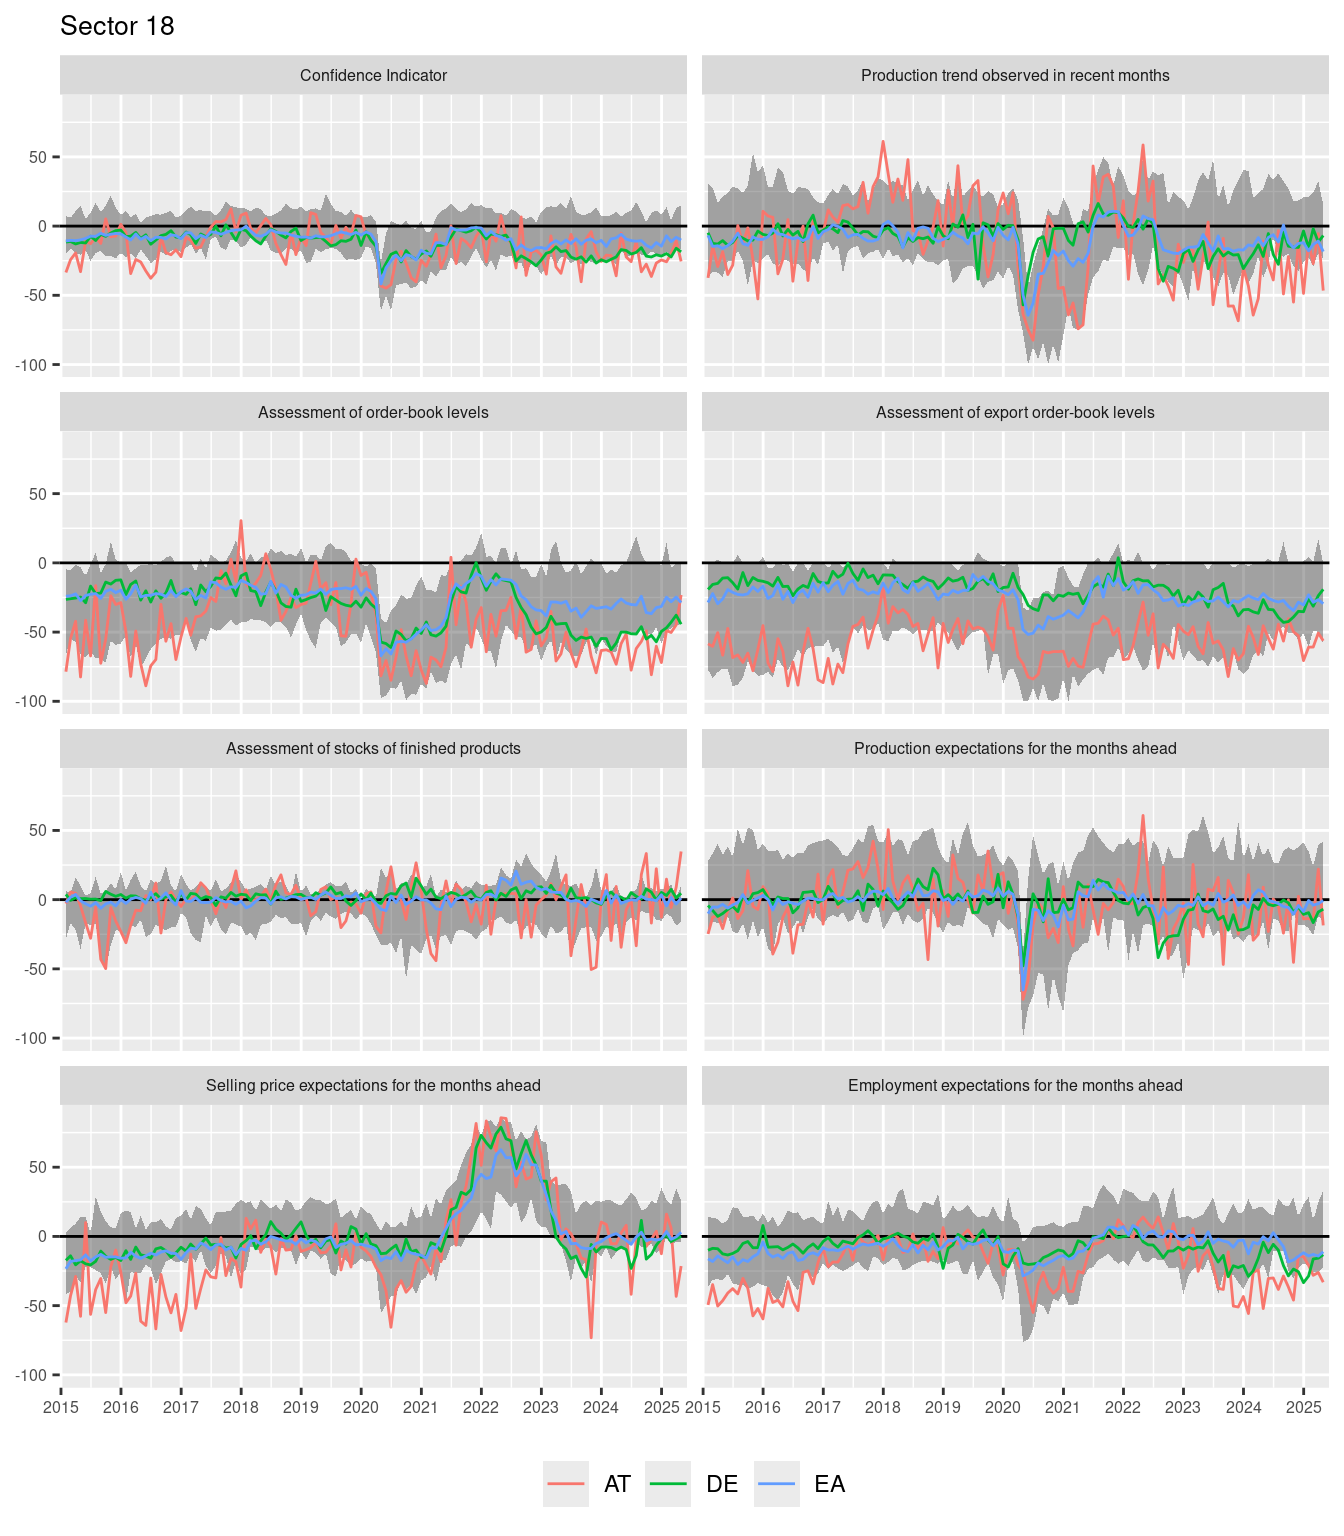 Sector 18
Confidence Indicator
Production trend observed in recent months
50
0
-50
-100
Assessment of order-book levels
Assessment of export order-book levels
50
0
-50
-100
Assessment of stocks of finished products
Production expectations for the months ahead
50
0
-50
-100
Selling price expectations for the months ahead
Employment expectations for the months ahead
50
0
-50
-100
2015 2016 2017 2018 2019 2020 2021 2022 2023 2024 2025 2015 2016 2017 2018 2019 2020 2021 2022 2023 2024 2025
AT DE EA